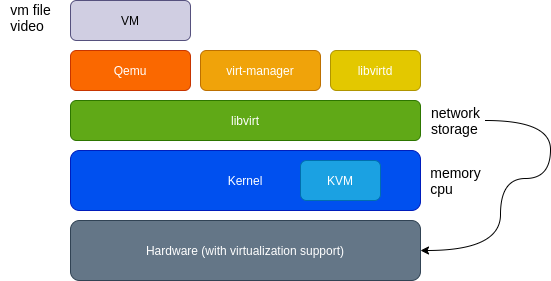 vm file
video
VM
Qemu
virt-manager
libvirtd
libvirt
network
storage
Kernel
KVM
memory
cpu
Hardware (with virtualization support)